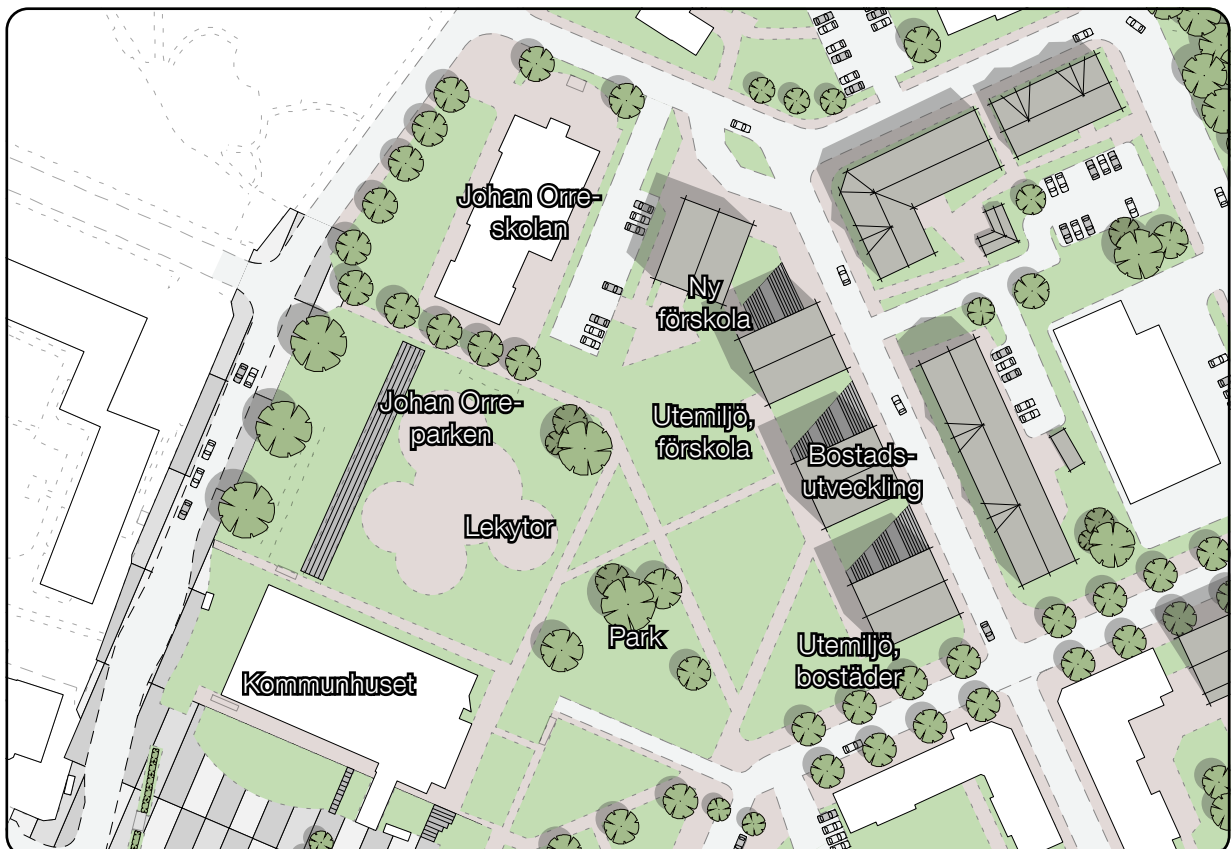 Johan Orre-
skolan
Ny
förskola
Johan Orre-
parken
Utemiljö,
förskola
Bostads-
utveckling
Lekytor
Park
Utemiljö,
bostäder
Kommunhuset